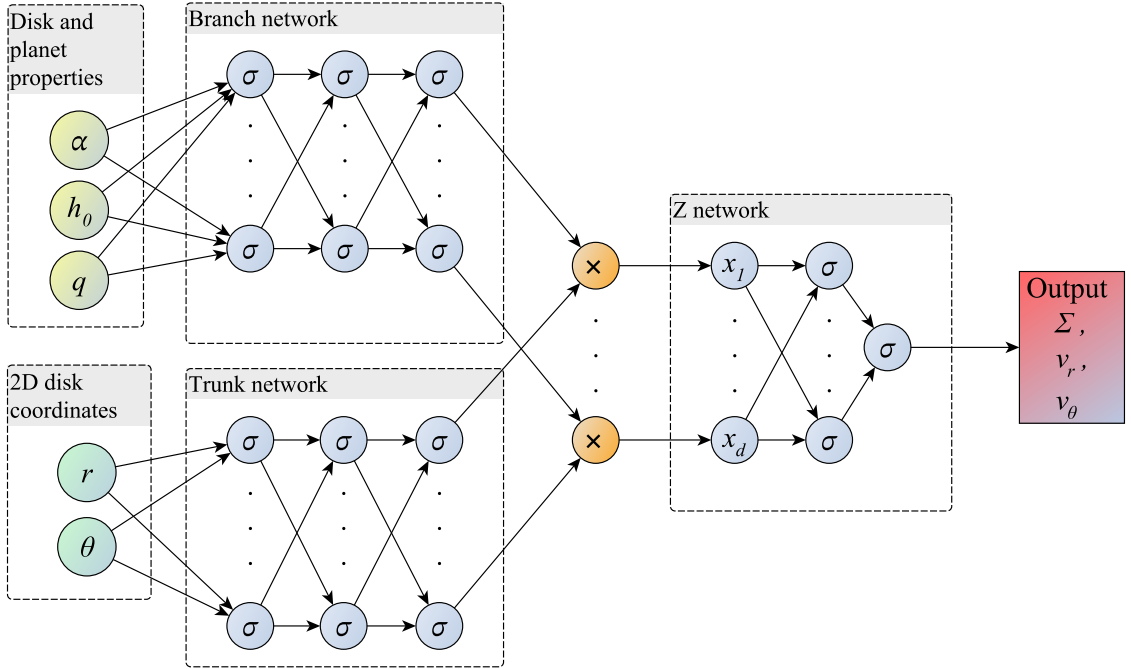 Disk and
planet
properties
α
h0
q
Branch network
σ σ σ
σ σ σ
2D disk
coordinates
r
θ
Trunk network
σ σ σ
σ σ σ
×
×
Z network
x1 σ
σ
xd σ
Output
Σ ,
vr ,
vθ